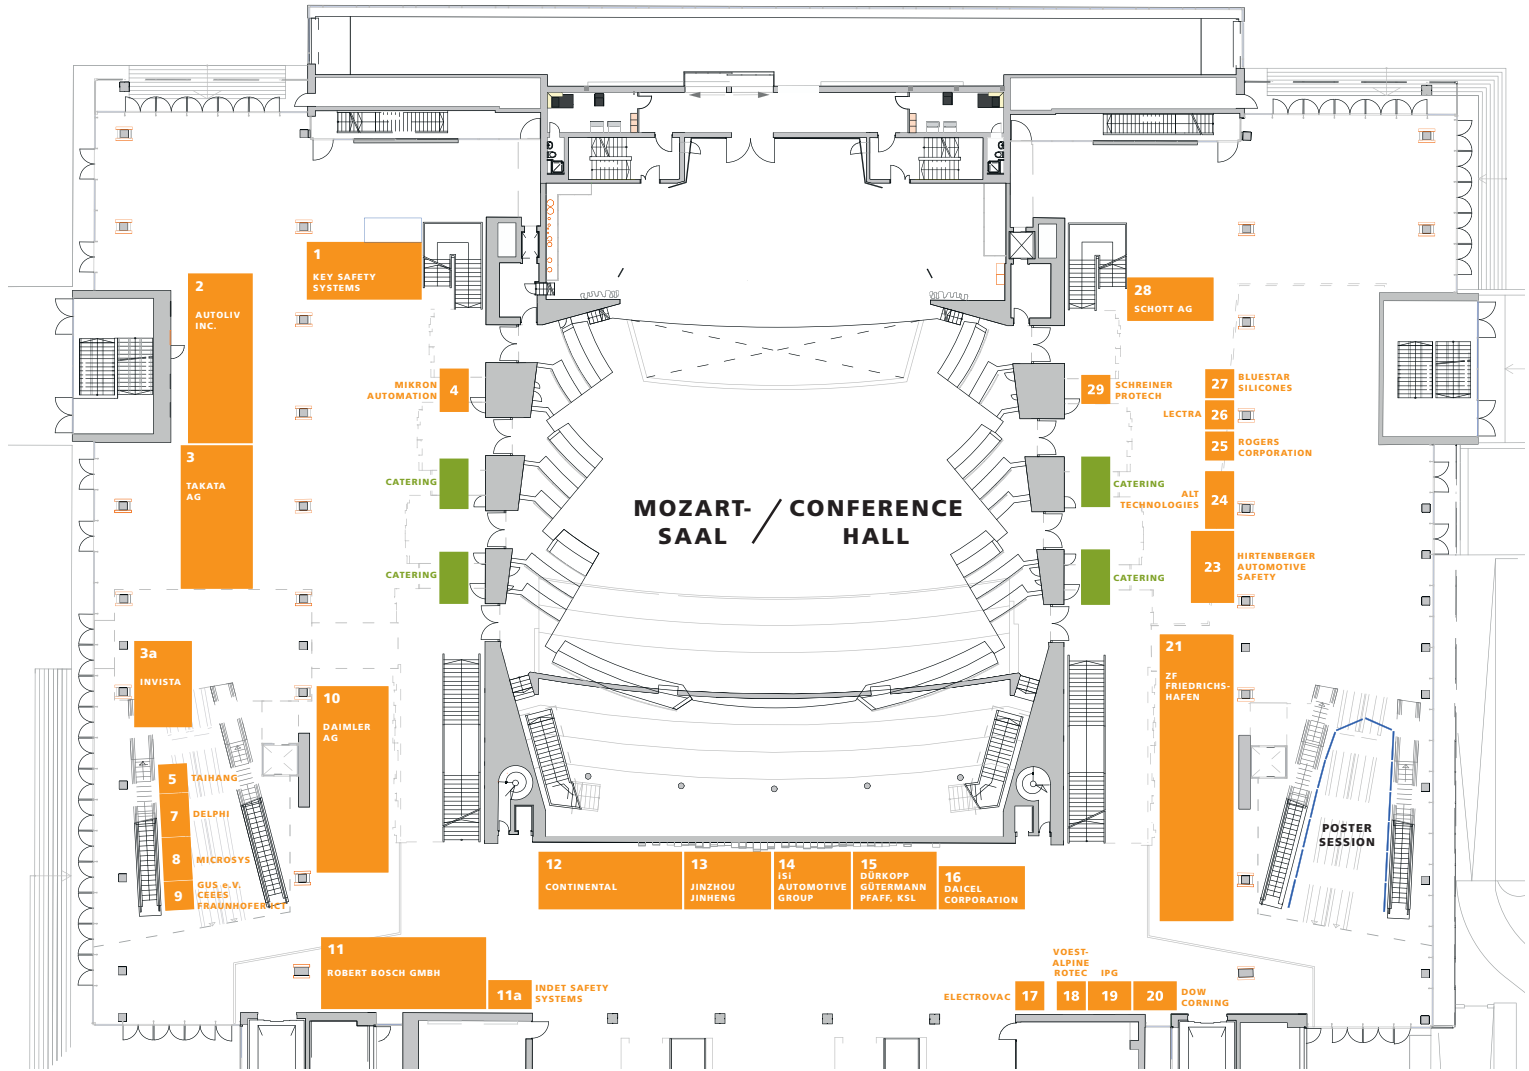 1
KEY SAFETY
SYSTEMS
2
AUTOLIV
INC.
28
SCHOTT AG
MIKRON
AUTOMATION
4
29
SCHREINER
PROTECH
27
BLUESTAR
SILICONES
LECTRA
26
25
ROGERS
CORPORATION
3
TAKATA
AG
CATERING
CATERING
ALT
TECHNOLOGIES
24
MOZART-
SAAL
/
CONFERENCE
HALL
CATERING
CATERING
23
HIRTENBERGER
AUTOMOTIVE
SAFETY
3a
INVISTA
21
ZF
FRIEDRICHS-
HAFEN
10
DAIMLER
AG
5
TAIHANG
7
DELPHI
8
MICROSYS
9
GUS e.V.
CEEES
FRAUNHOFER ICT
POSTER
SESSION
12
CONTINENTAL
13
JINZHOU
JINHENG
14
iSi
AUTOMOTIVE
GROUP
15
DÜRKOPP
GÜTERMANN
PFAFF, KSL
16
DAICEL
CORPORATION
11
ROBERT BOSCH GMBH
11a
INDET SAFETY
SYSTEMS
ELECTROVAC
17
VOEST-
ALPINE
ROTEC
18
IPG
19
20
DOW
CORNING